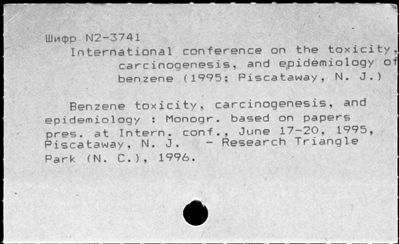 Шифр N2-3741
International conference on the toxicity,
carcinogenesis, and epidemiology of
benzene (1995; Piscataway, N. J.)
Benzene toxicity, carcinogenesis, and
epidemiology : Monogr. based on papers
pres. at Intern. conf., June 17-20, 1995,
Piscataway, N. J. - Research Triangle
Park (N. C.), 1996.